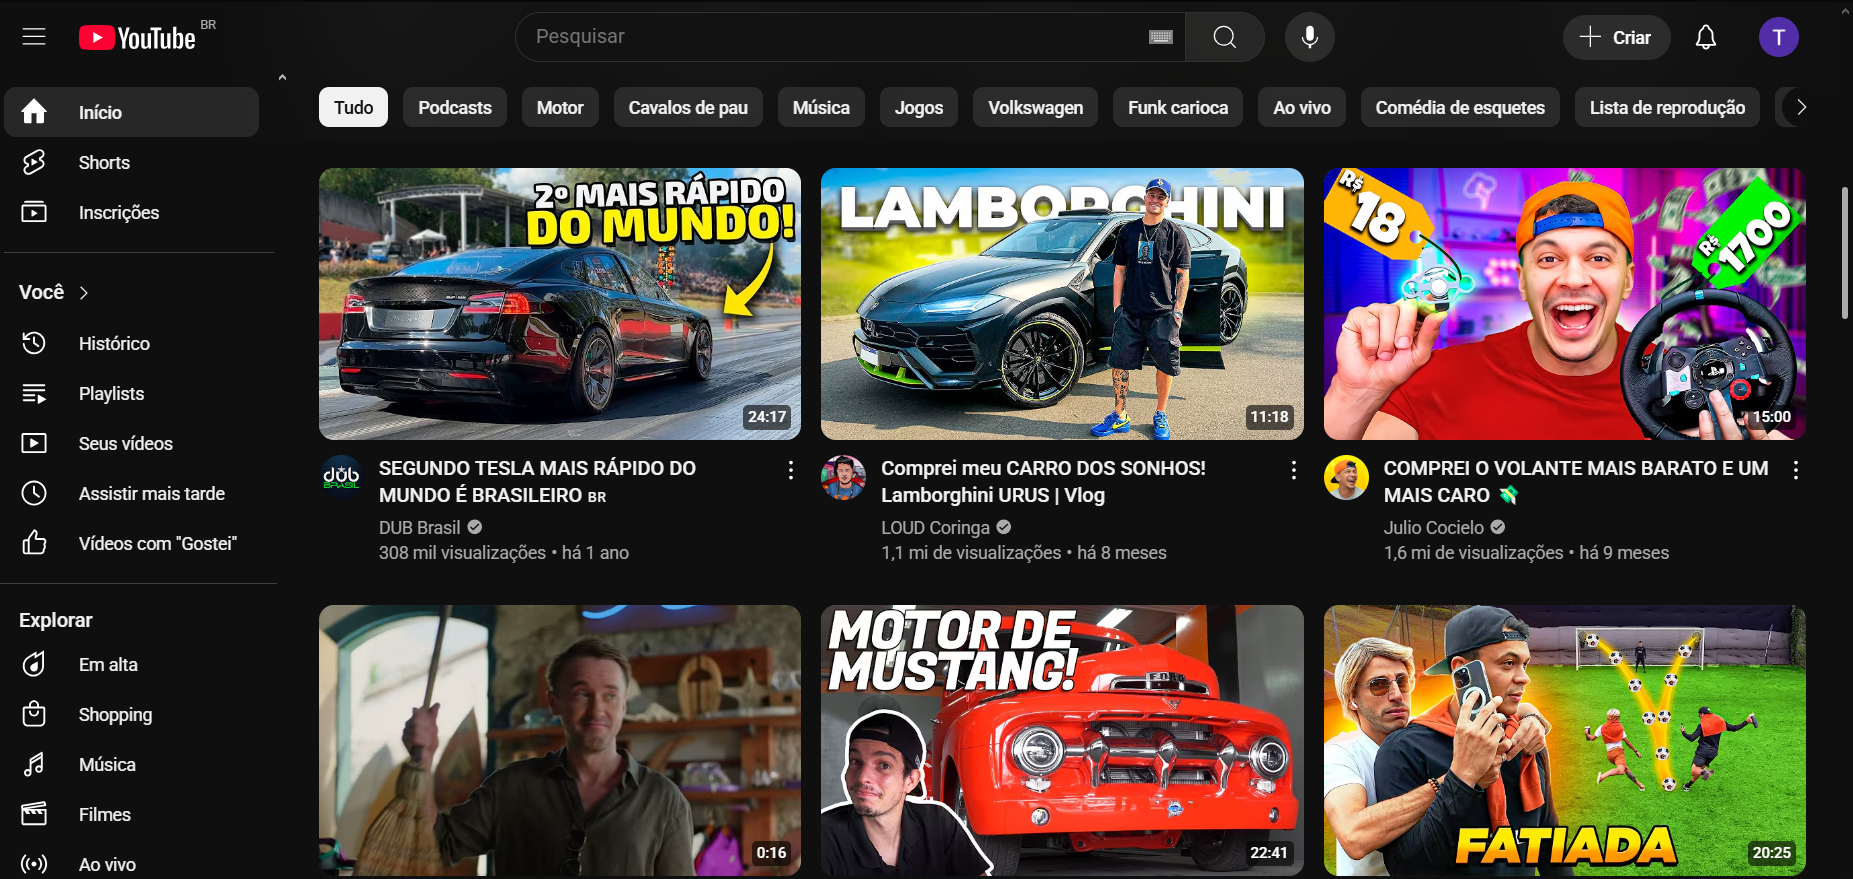 YouTube BR
Pesquisar
Criar
T
Início
Shorts
Inscrições
Você
Histórico
Playlists
Seus vídeos
Assistir mais tarde
Vídeos com "Gostei"
Explorar
Em alta
Shopping
Música
Filmes
Ao vivo
Tudo
Podcasts
Motor
Cavalos de pau
Música
Jogos
Volkswagen
Funk carioca
Ao vivo
Comédia de esquetes
Lista de reprodução
2º MAIS RÁPIDO
DO MUNDO!
24:17
LAMBORGHINI
11:18
R$
18
R$
1700
15:00
dub
BRASIL
SEGUNDO TESLA MAIS RÁPIDO DO
MUNDO É BRASILEIRO BR
DUB Brasil
308 mil visualizações • há 1 ano
Comprei meu CARRO DOS SONHOS!
Lamborghini URUS | Vlog
LOUD Coringa
1,1 mi de visualizações • há 8 meses
COMPREI O VOLANTE MAIS BARATO E UM
MAIS CARO 💸
Julio Cocielo
1,6 mi de visualizações • há 9 meses
0:16
MOTOR DE
MUSTANG!
FORD
22:41
FATIADA
20:25